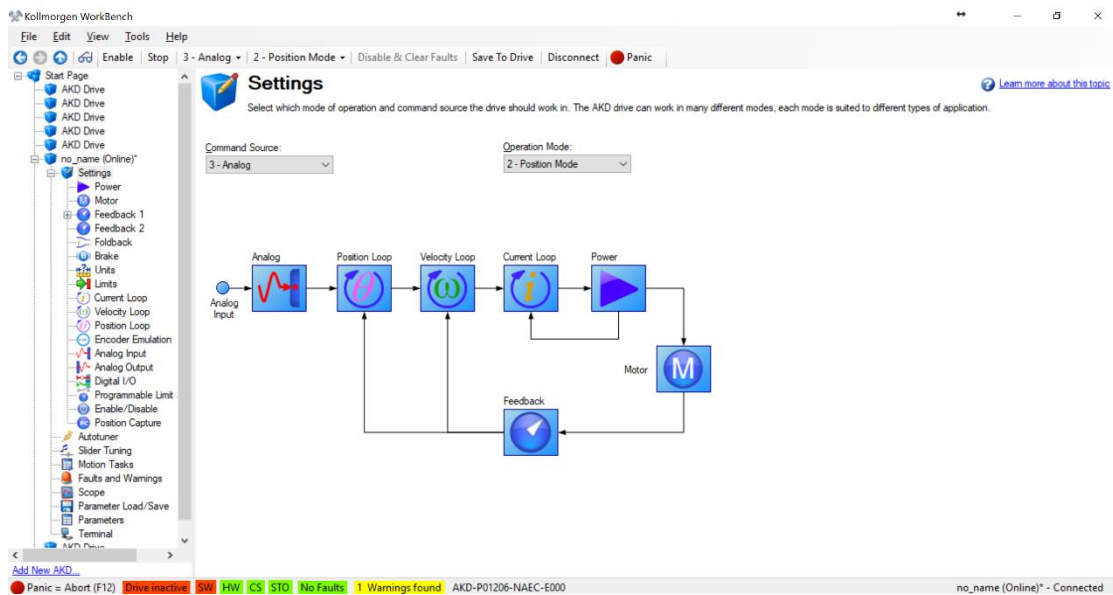 Kollmorgen WorkBench
File Edit View Tools Help
Enable Stop 3 - Analog 2 - Position Mode Disable & Clear Faults Save To Drive Disconnect Panic
Start Page
AKD Drive
AKD Drive
AKD Drive
AKD Drive
AKD Drive
no_name (Online)*
Settings
Power
Motor
Feedback 1
Feedback 2
Foldback
Brake
Units
Limits
Current Loop
Velocity Loop
Position Loop
Encoder Emulation
Analog Input
Analog Output
Digital I/O
Programmable Limit
Enable/Disable
Position Capture
Autotuner
Slider Tuning
Motion Tasks
Faults and Warnings
Scope
Parameter Load/Save
Parameters
Terminal
AKD Drive
Add New AKD...
Settings
Learn more about this topic
Select which mode of operation and command source the drive should work in. The AKD drive can work in many different modes, each mode is suited to different types of application.
Command Source:
3 - Analog
Operation Mode:
2 - Position Mode
Analog Position Loop Velocity Loop Current Loop Power
θ ω i
Analog
Input
Motor M
Feedback
Panic = Abort (F12) Drive inactive SW HW CS STO No Faults 1 Warnings found AKD-P01206-NAEC-E000 no_name (Online)* - Connected